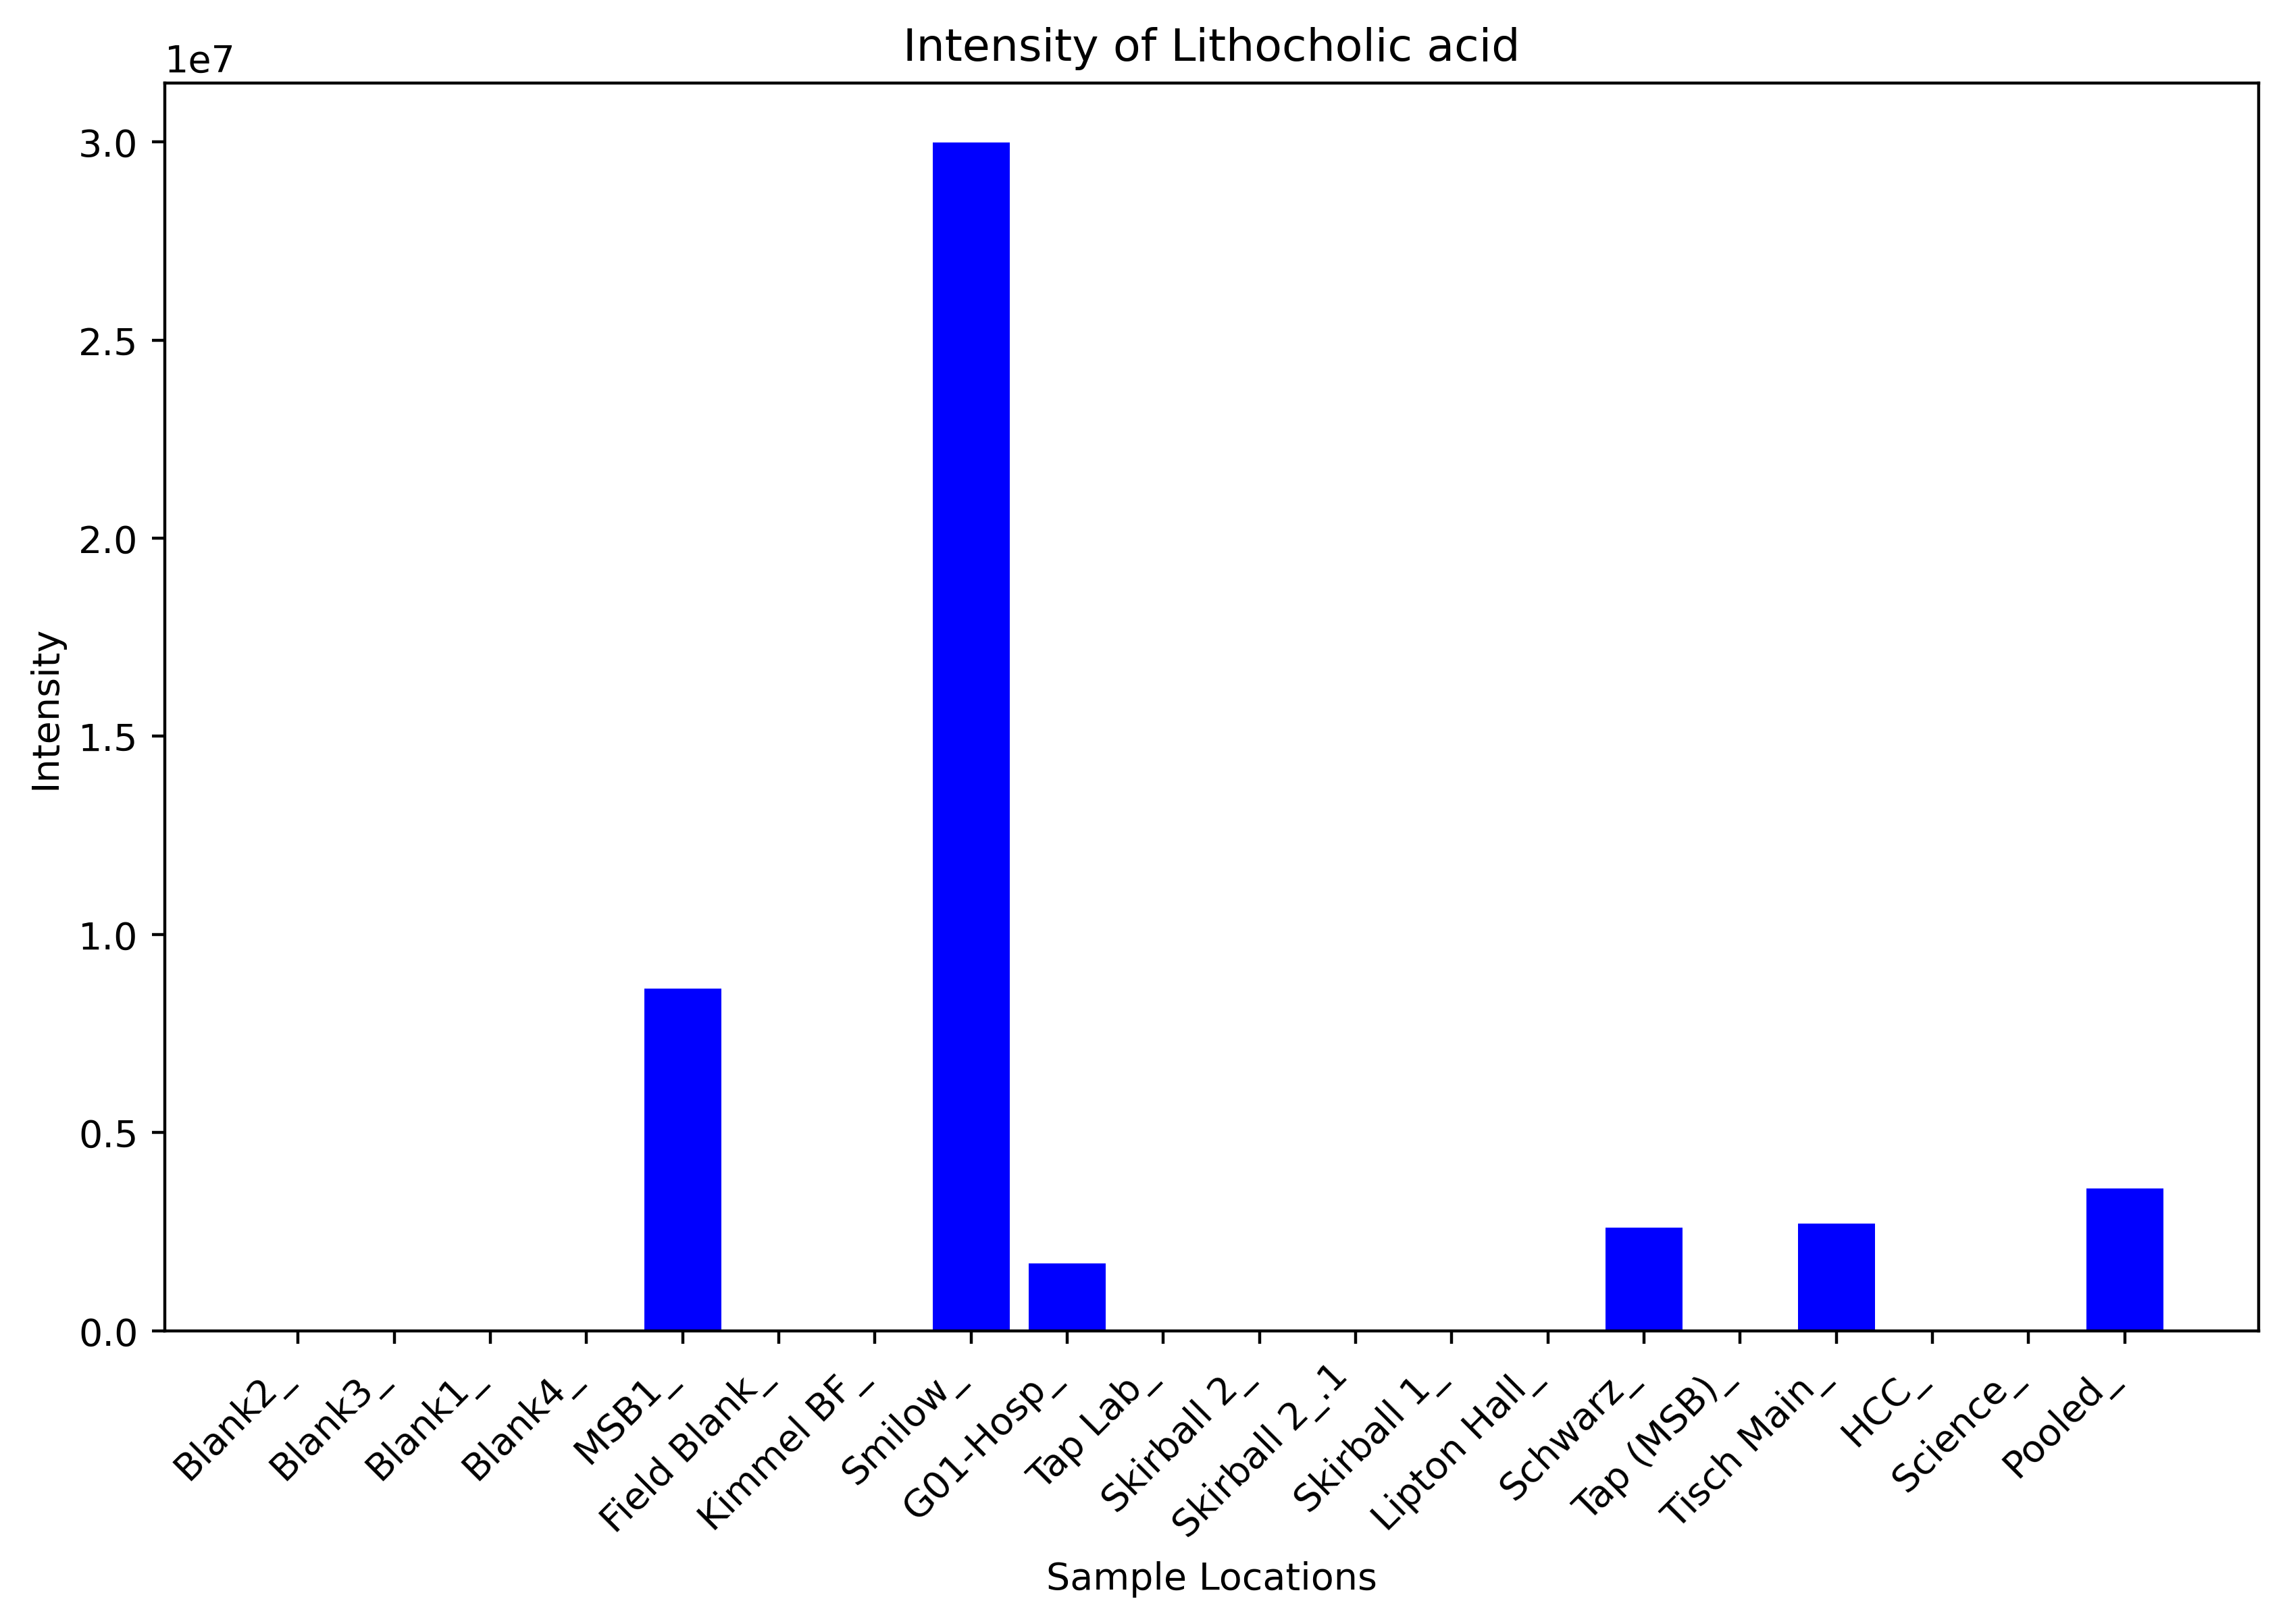 Intensity of Lithocholic acid
1e7
3.0
2.5
2.0
1.5
1.0
0.5
0.0
Intensity
Blank2_
Blank3_
Blank1_
Blank4_
MSB1_
Field Blank_
Kimmel BF_
Smilow_
G01-Hosp_
Tap Lab_
Skirball 2_
Skirball 2_.1
Skirball 1_
Lipton Hall_
Schwarz_
Tap (MSB)_
Tisch Main_
HCC_
Science_
Pooled_
Sample Locations